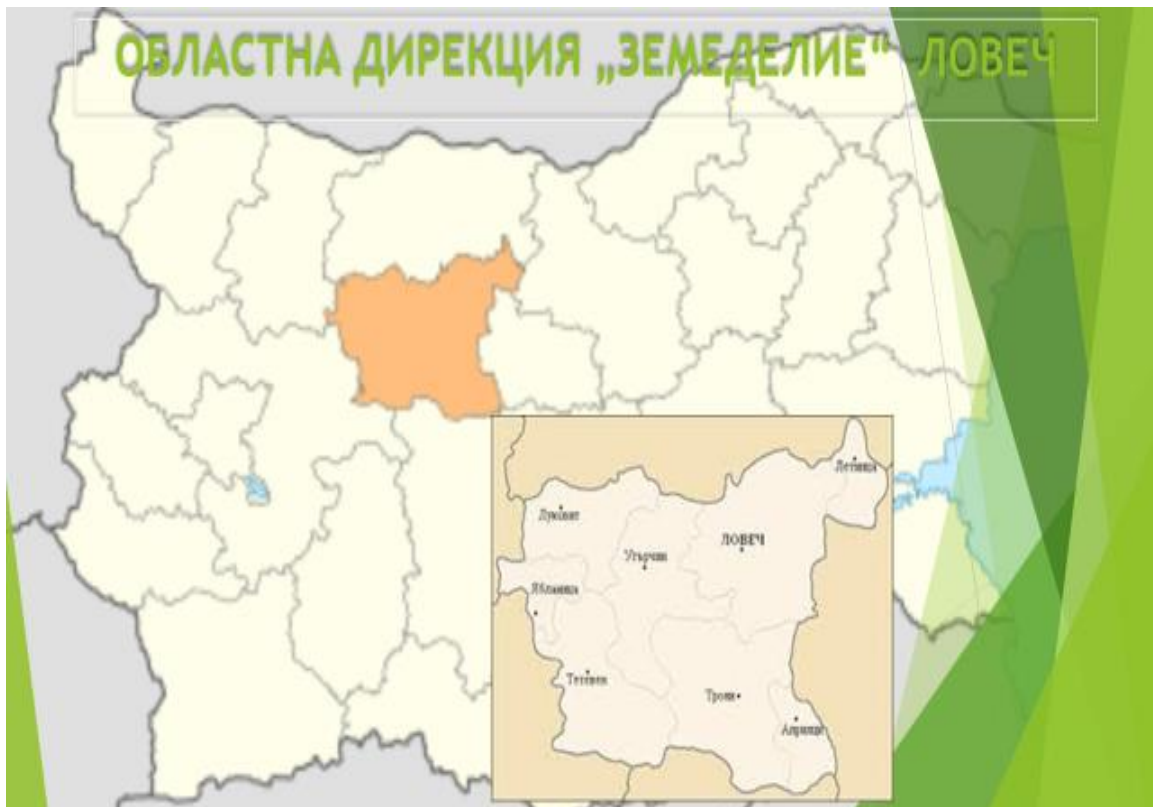 ОБЛАСТНА ДИРЕКЦИЯ „ЗЕМЕДЕЛИЕ“ ЛОВЕЧ
Летница
Луковит
Угърчин
ЛОВЕЧ
Ябланица
Тетевен
Троян
Априлци